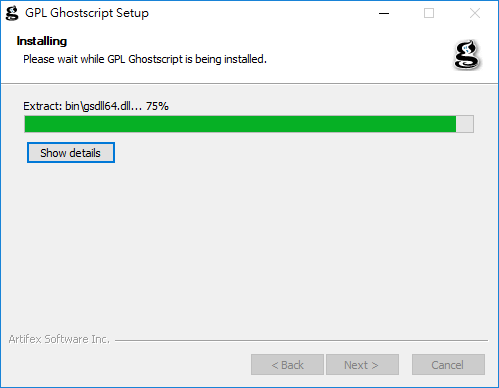 GPL Ghostscript Setup
Installing
Please wait while GPL Ghostscript is being installed.
Extract: bin\gsdll64.dll... 75%
Show details
Artifex Software Inc.
< Back
Next >
Cancel